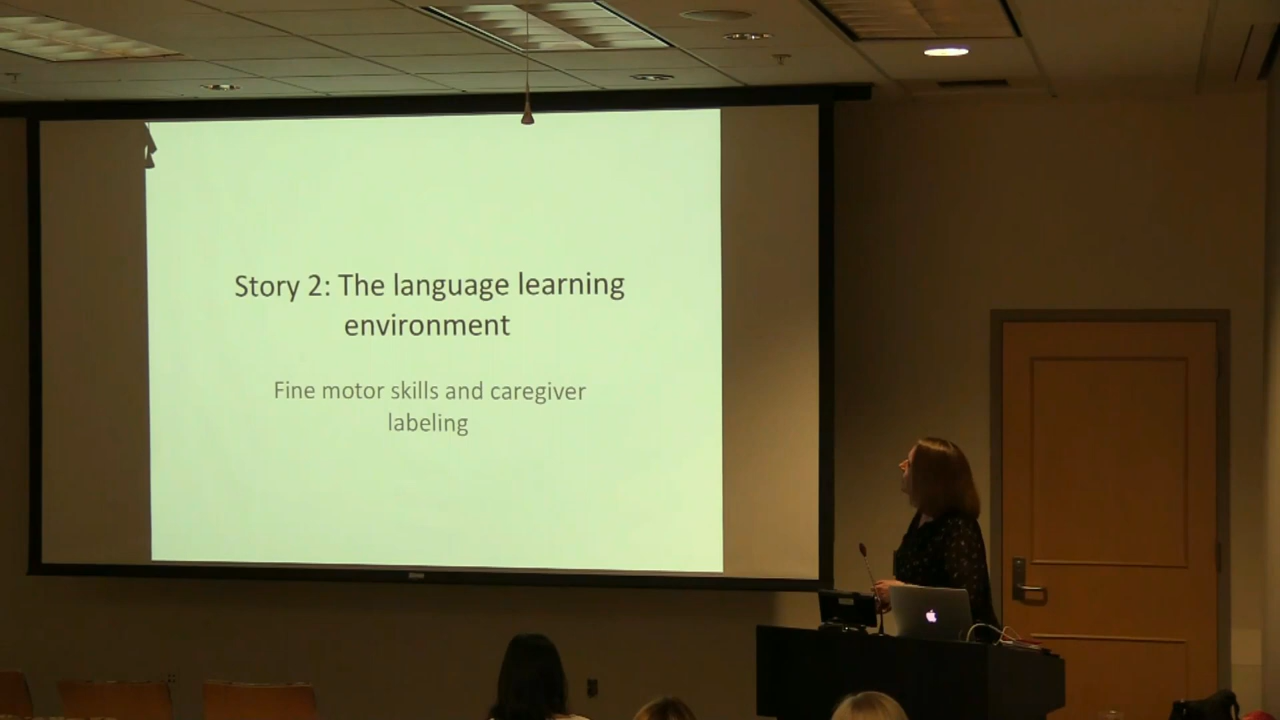 Story 2: The language learning
environment
Fine motor skills and caregiver
labeling